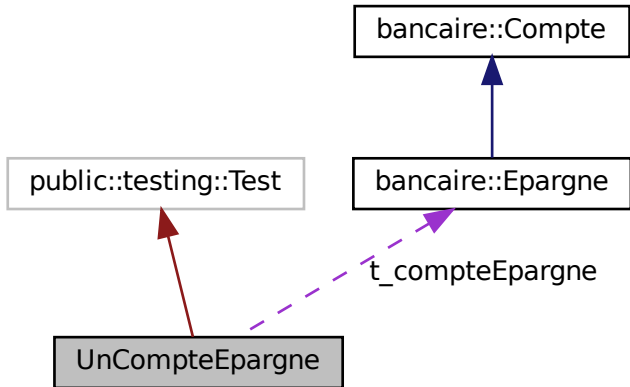 bancaire::Compte
public::testing::Test
bancaire::Epargne
t_compteEpargne
UnCompteEpargne